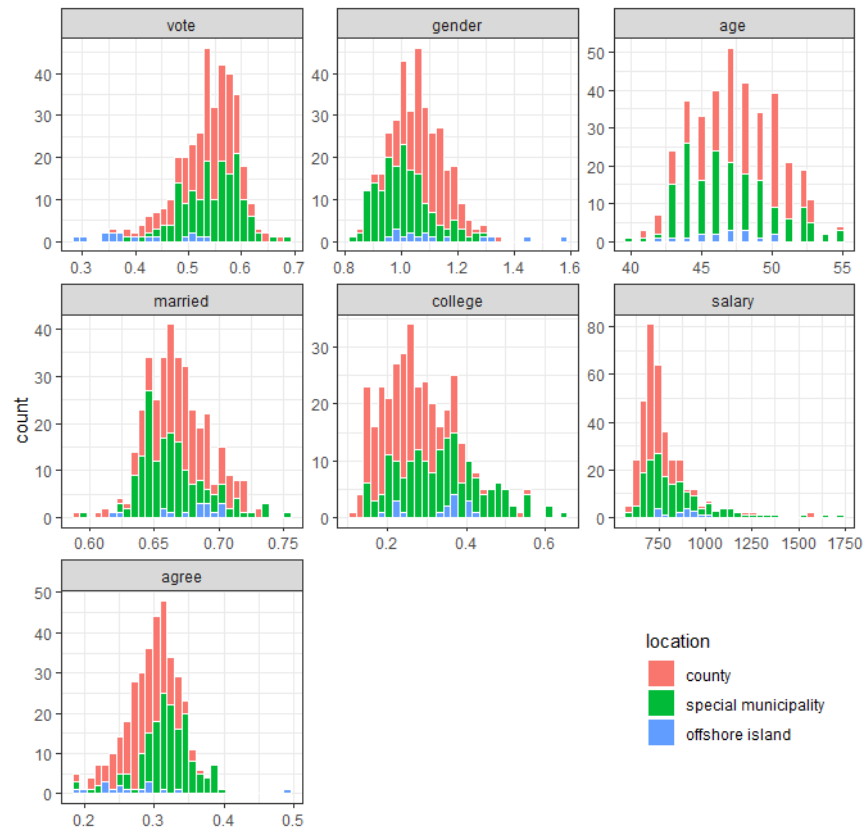 vote gender age
40 30 20 10 0
0.3 0.4 0.5 0.6 0.7
40 30 20 10 0
0.8 1.0 1.2 1.4 1.6
50 40 30 20 10 0
40 45 50 55
married college salary
40 30 20 10 0
0.60 0.65 0.70 0.75
30 20 10 0
0.2 0.4 0.6
80 60 40 20 0
750 1000 1250 1500 1750
count
agree
50 40 30 20 10 0
0.2 0.3 0.4 0.5
location
county
special municipality
offshore island